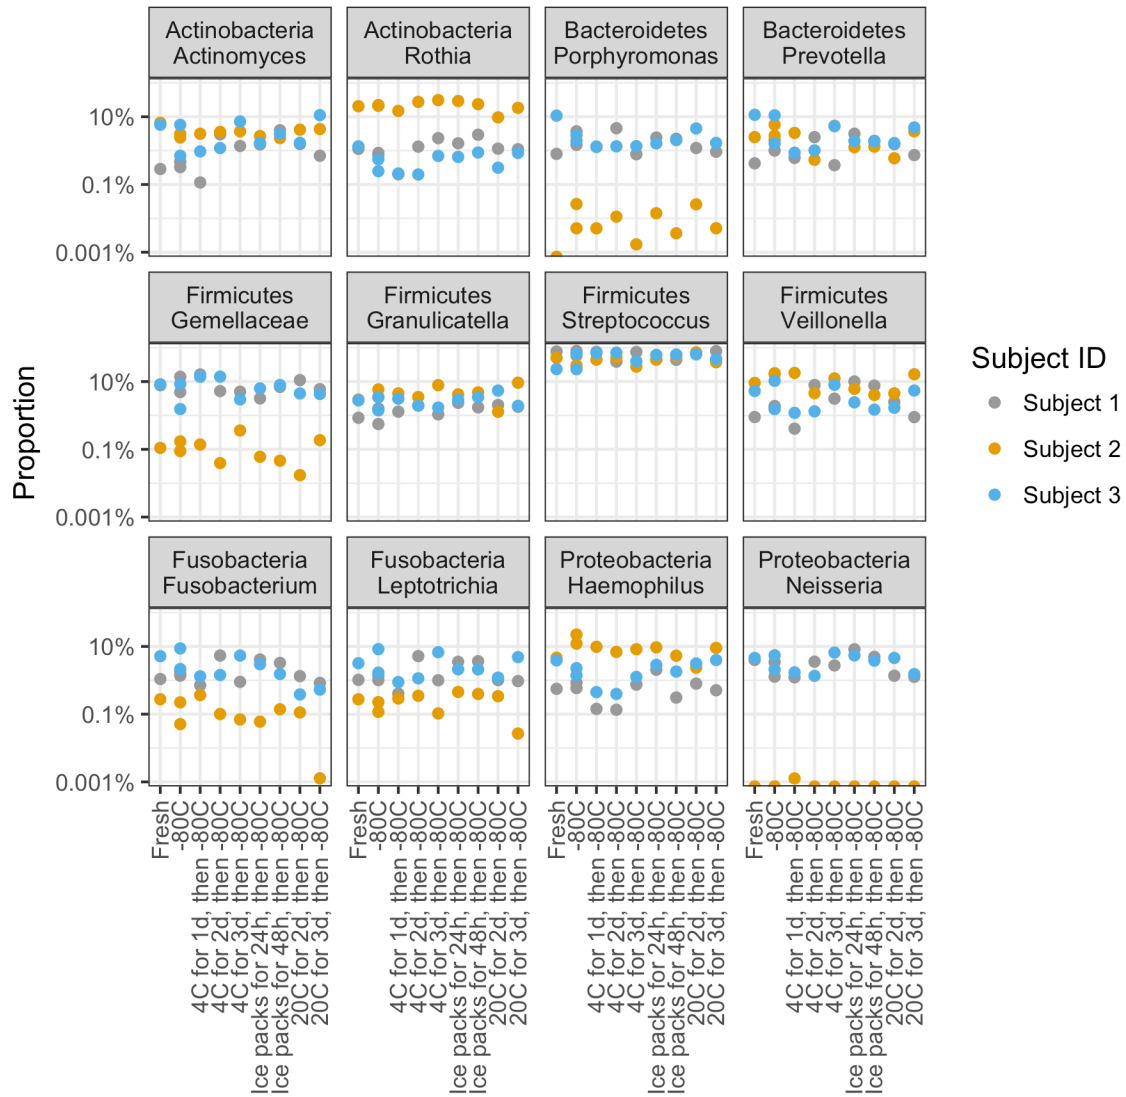 Actinobacteria
Actinomyces
Actinobacteria
Rothia
Bacteroidetes
Porphyromonas
Bacteroidetes
Prevotella
10%
0.1%
0.001%
Firmicutes
Gemellaceae
Firmicutes
Granulicatella
Firmicutes
Streptococcus
Firmicutes
Veillonella
10%
0.1%
0.001%
Fusobacteria
Fusobacterium
Fusobacteria
Leptotrichia
Proteobacteria
Haemophilus
Proteobacteria
Neisseria
10%
0.1%
0.001%
Proportion
Fresh
-80C
4C for 1d, then -80C
4C for 2d, then -80C
4C for 3d, then -80C
Ice packs for 24h, then -80C
Ice packs for 48h, then -80C
20C for 2d, then -80C
20C for 3d, then -80C
Fresh
-80C
4C for 1d, then -80C
4C for 2d, then -80C
4C for 3d, then -80C
Ice packs for 24h, then -80C
Ice packs for 48h, then -80C
20C for 2d, then -80C
20C for 3d, then -80C
Fresh
-80C
4C for 1d, then -80C
4C for 2d, then -80C
4C for 3d, then -80C
Ice packs for 24h, then -80C
Ice packs for 48h, then -80C
20C for 2d, then -80C
20C for 3d, then -80C
Fresh
-80C
4C for 1d, then -80C
4C for 2d, then -80C
4C for 3d, then -80C
Ice packs for 24h, then -80C
Ice packs for 48h, then -80C
20C for 2d, then -80C
20C for 3d, then -80C
Subject ID
Subject 1
Subject 2
Subject 3